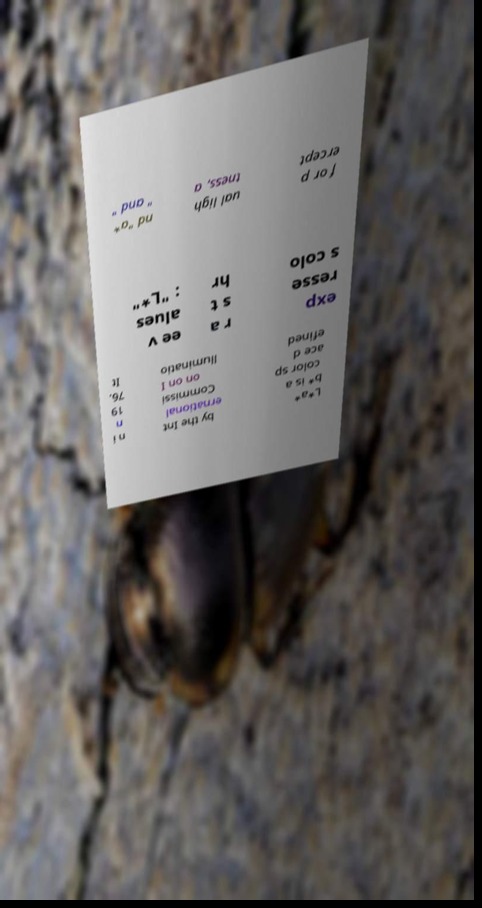 L*a*
b* is a
color sp
ace d
efined
by the Int
ernational
Commissi
on on I
lluminatio
n i
n
19
76.
It
exp
resse
s colo
r a
s t
hr
ee v
alues
: "L*"
f or p
ercept
ual ligh
tness, a
nd "a*
" and "